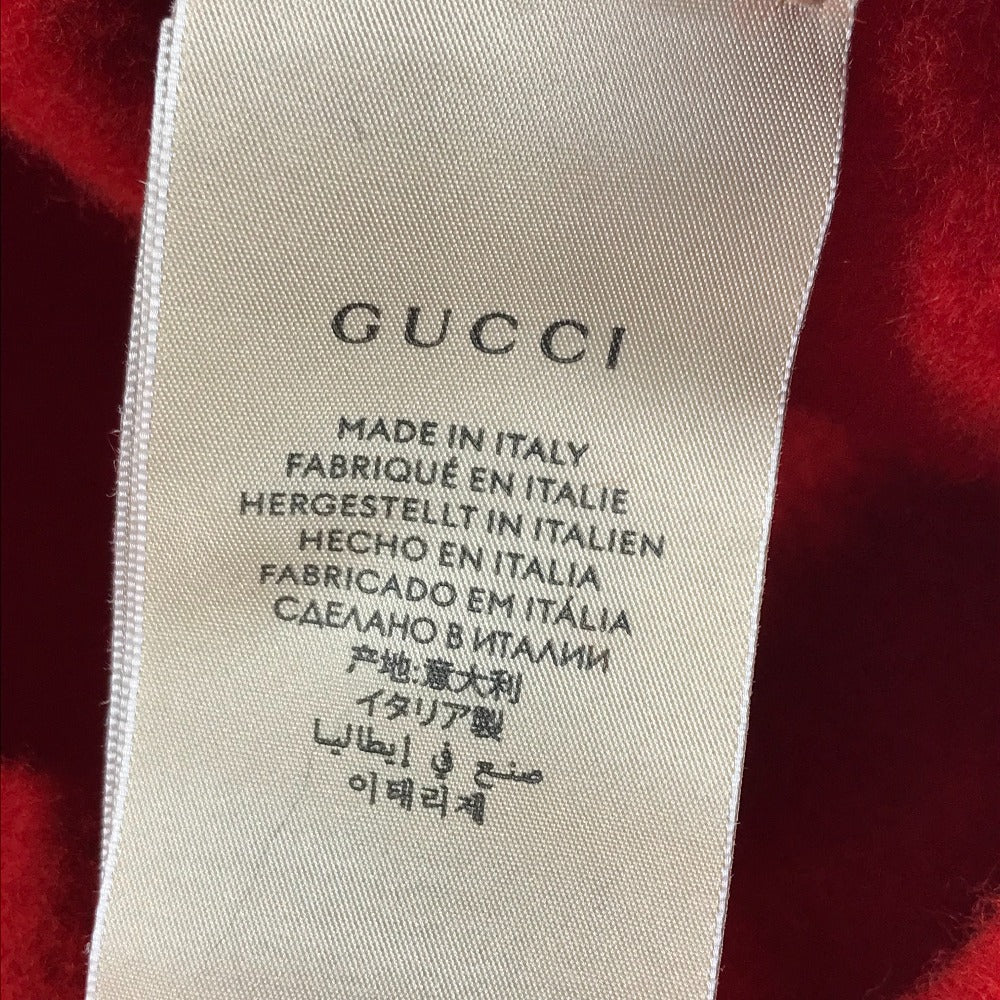 GUCCI
MADE IN ITALY
FABRIQUÉ EN ITALIE
HERGESTELLT IN ITALIEN
HECHO EN ITALIA
FABRICADO EM ITÁLIA
СДЕЛАНО В ИТАЛИИ
产地:意大利
イタリア製
صنع في إيطاليا
이태리제